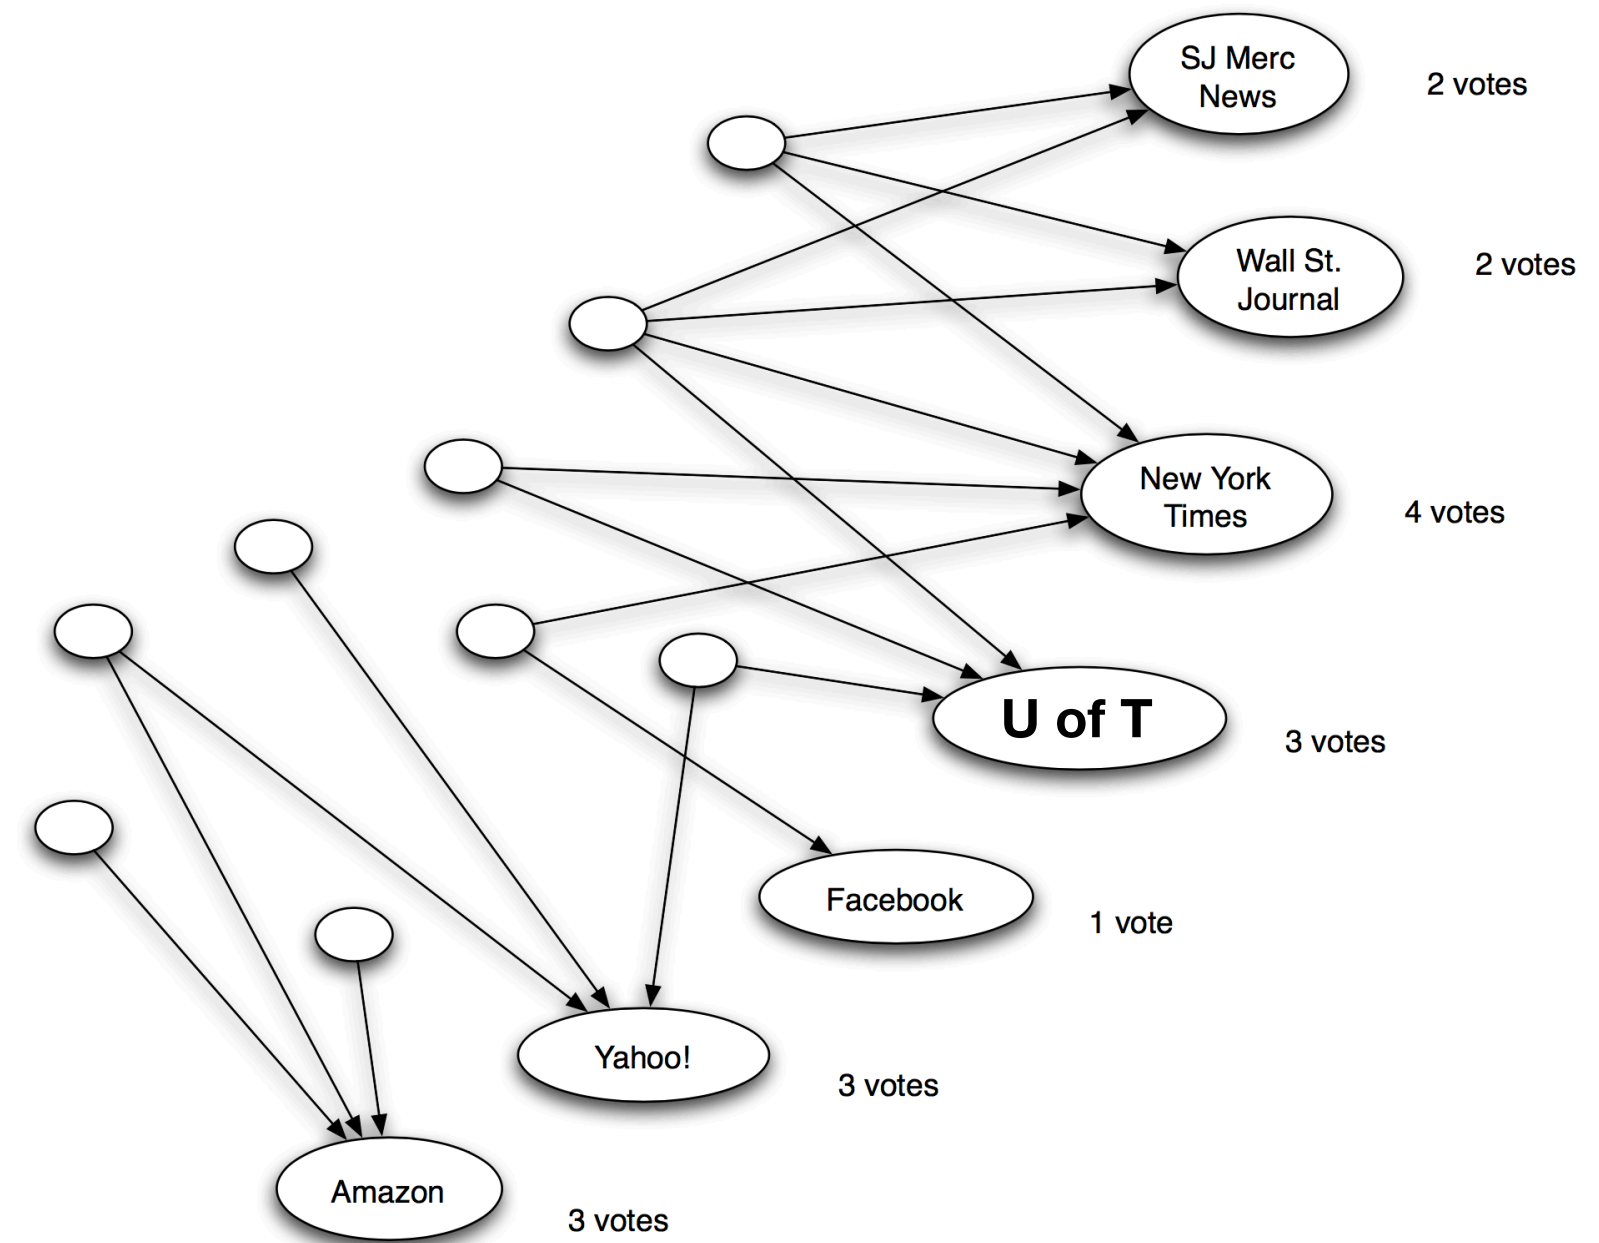 SJ Merc
News
2 votes
Wall St.
Journal
2 votes
New York
Times
4 votes
U of T
3 votes
Facebook
1 vote
Yahoo!
3 votes
Amazon
3 votes